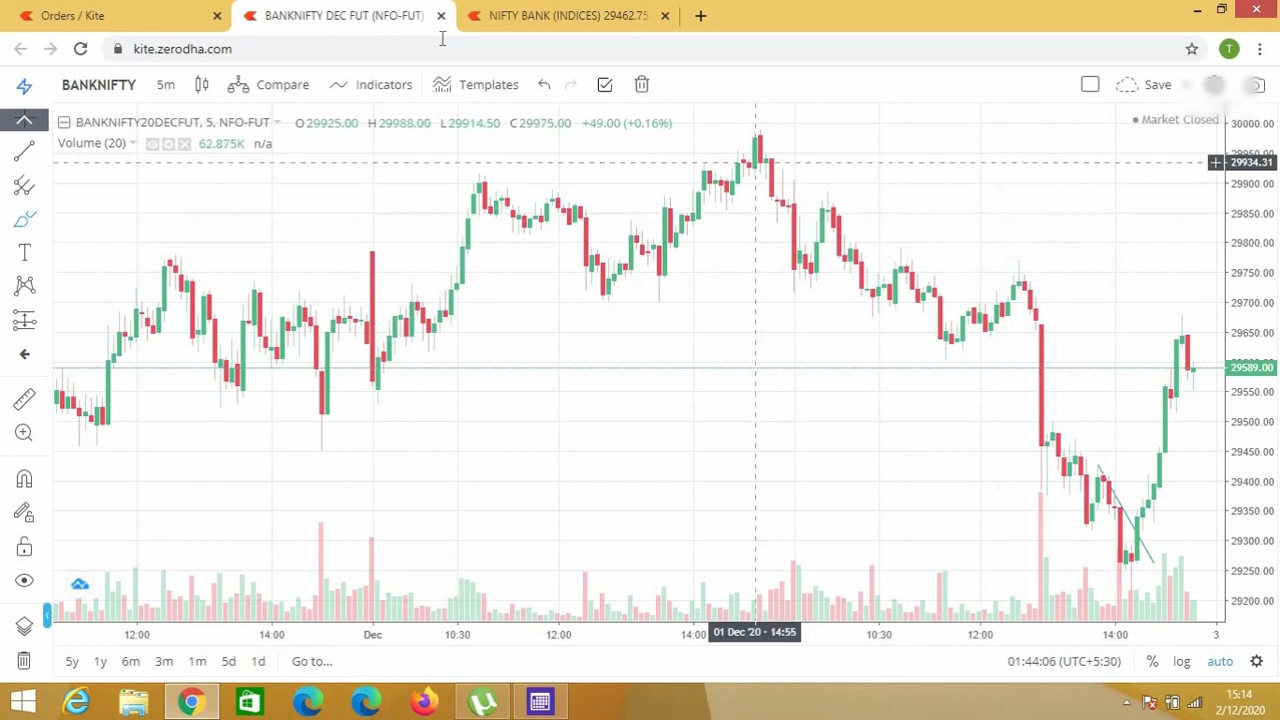 Orders / Kite
BANKNIFTY DEC FUT (NFO-FUT)
NIFTY BANK (INDICES) 29462.75
kite.zerodha.com
T
BANKNIFTY 5m Compare Indicators Templates Save
BANKNIFTY20DECFUT, 5, NFO-FUT O29925.00 H29988.00 L29914.50 C29975.00 +49.00 (+0.16%)
Market Closed
Volume (20) 62.875K n/a
30000.00
29934.31
29900.00
29850.00
29800.00
29750.00
29700.00
29650.00
29589.00
29550.00
29500.00
29450.00
29400.00
29350.00
29300.00
29250.00
29200.00
T
12:00 14:00 Dec 10:30 12:00 14:00 01 Dec '20 · 14:55 10:30 12:00 14:00 3
5y 1y 6m 3m 1m 5d 1d Go to... 01:44:06 (UTC+5:30) % log auto
15:14
2/12/2020